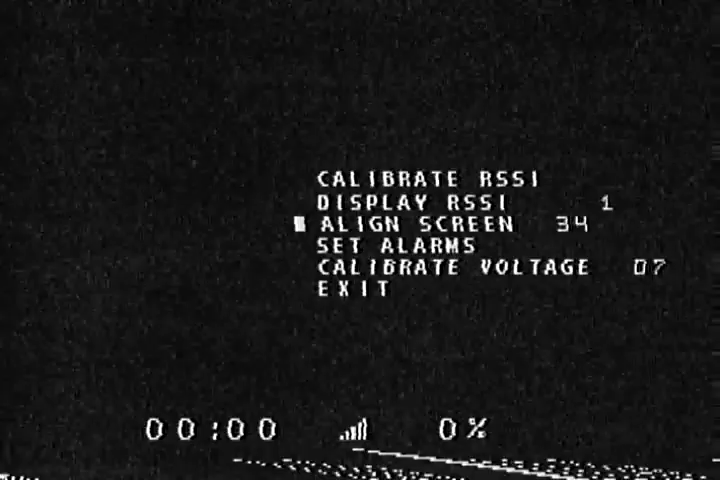 CALIBRATE RSSI
DISPLAY RSSI 1
ALIGN SCREEN 34
SET ALARMS
CALIBRATE VOLTAGE 07
EXIT
00:00 0%